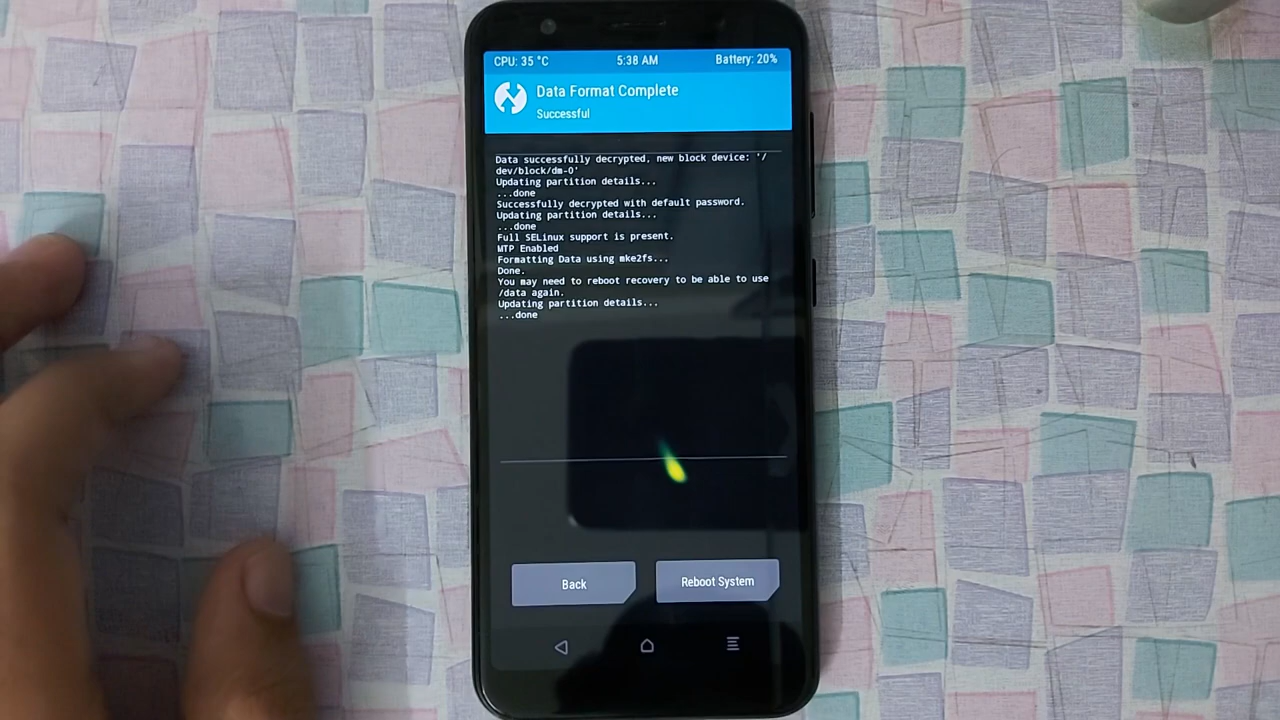 CPU: 35 °C 5:38 AM Battery: 20%
Data Format Complete
Successful
Data successfully decrypted, new block device: '/
dev/block/dm-0'
Updating partition details...
...done
Successfully decrypted with default password.
Updating partition details...
...done
Full SELinux support is present.
MTP Enabled
Formatting Data using mke2fs...
Done.
You may need to reboot recovery to be able to use
/data again.
Updating partition details...
...done
Back Reboot System